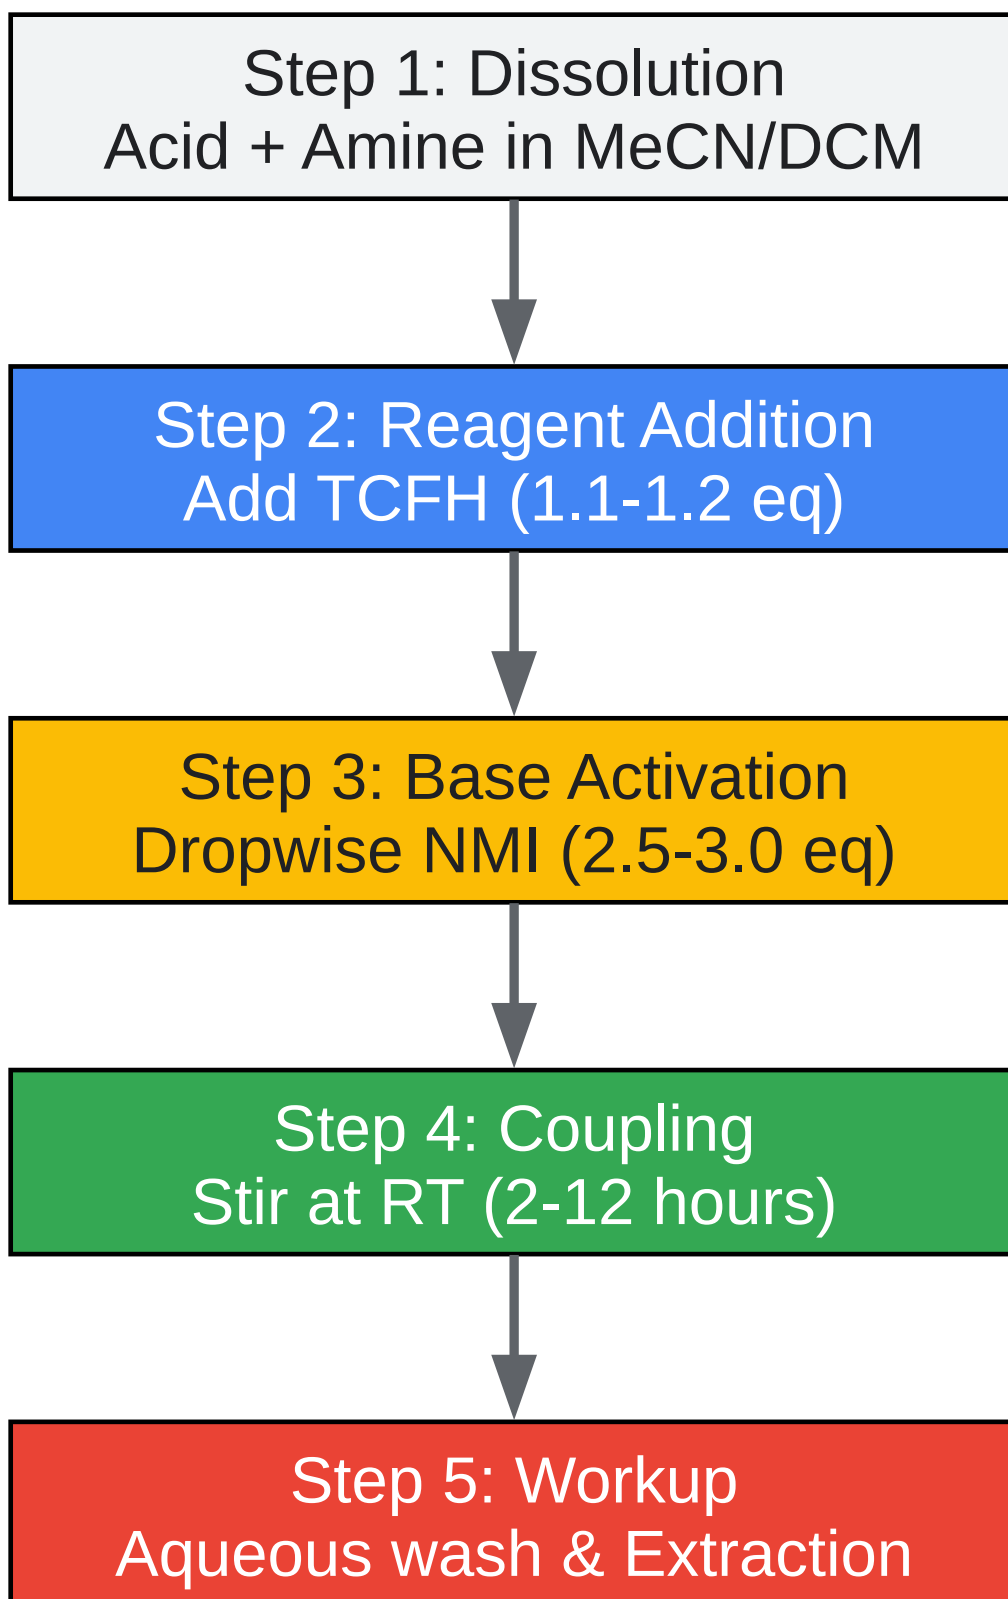 Step 1: Dissolution
Acid + Amine in MeCN/DCM
Step 2: Reagent Addition
Add TCFH (1.1-1.2 eq)
Step 3: Base Activation
Dropwise NMI (2.5-3.0 eq)
Step 4: Coupling
Stir at RT (2-12 hours)
Step 5: Workup
Aqueous wash & Extraction